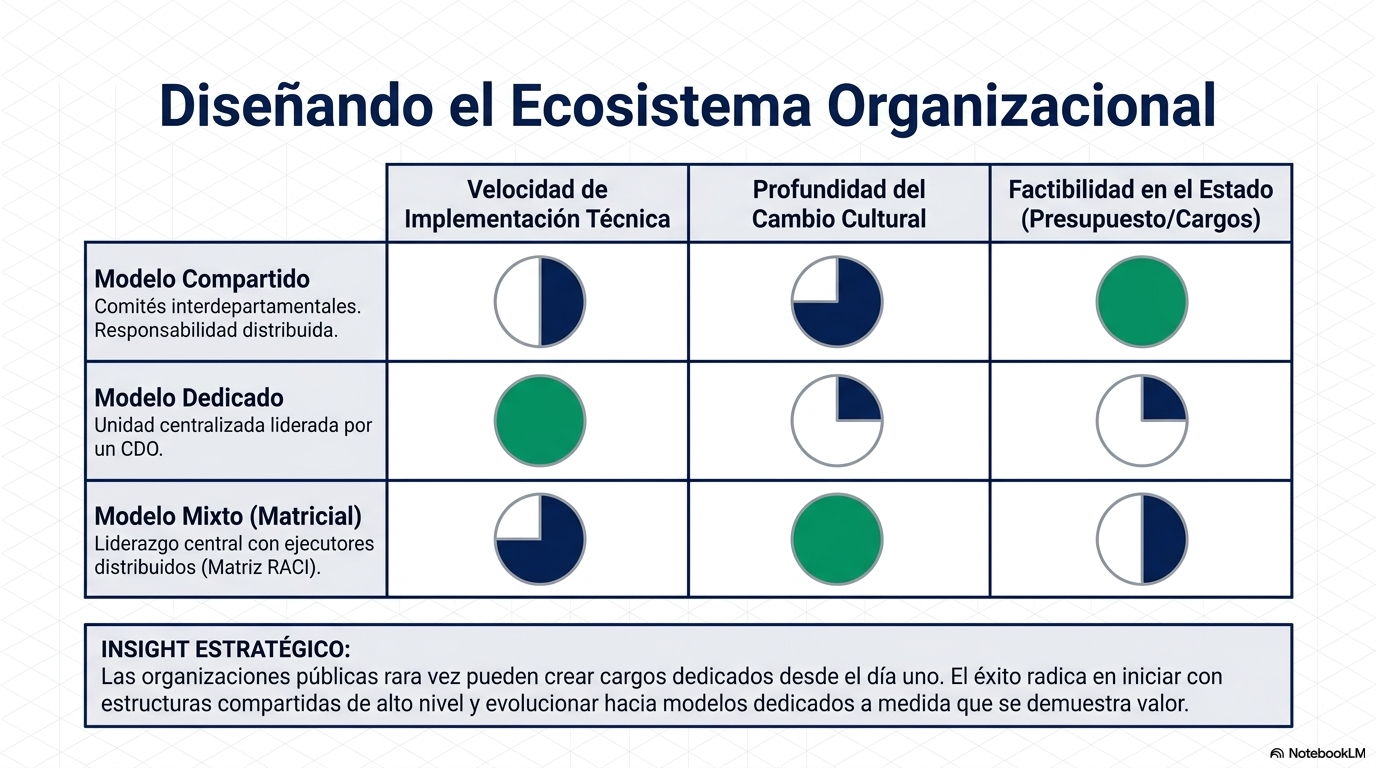 Diseñando el Ecosistema Organizacional
Velocidad de
Implementación Técnica
Profundidad del
Cambio Cultural
Factibilidad en el Estado
(Presupuesto/Cargos)
Modelo Compartido
Comités interdepartamentales.
Responsabilidad distribuida.
Modelo Dedicado
Unidad centralizada liderada por
un CDO.
Modelo Mixto (Matricial)
Liderazgo central con ejecutores
distribuidos (Matriz RACI).
INSIGHT ESTRATÉGICO:
Las organizaciones públicas rara vez pueden crear cargos dedicados desde el día uno. El éxito radica en iniciar con
estructuras compartidas de alto nivel y evolucionar hacia modelos dedicados a medida que se demuestra valor.
NotebookLM